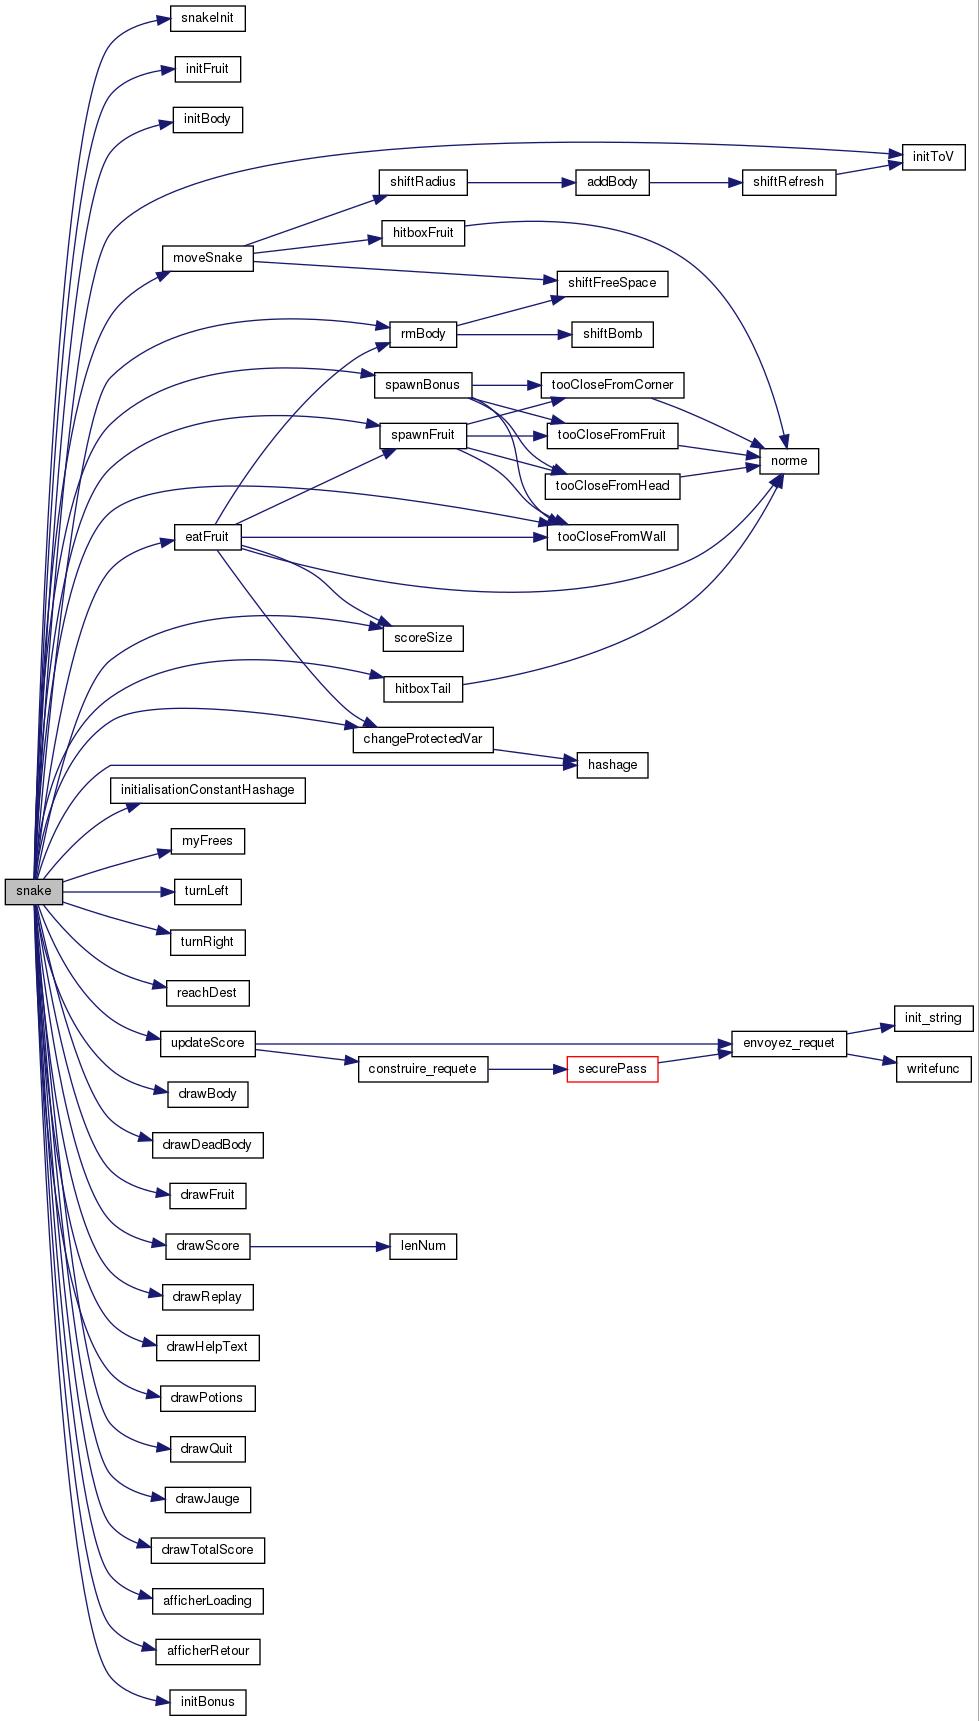 snakeInit
initFruit
initBody
initToV
shiftRadius
addBody
shiftRefresh
hitboxFruit
moveSnake
shiftFreeSpace
rmBody
shiftBomb
spawnBonus
tooCloseFromCorner
spawnFruit
tooCloseFromFruit
norme
tooCloseFromHead
eatFruit
tooCloseFromWall
scoreSize
hitboxTail
changeProtectedVar
hashage
initialisationConstantHashage
myFrees
snake
turnLeft
turnRight
reachDest
init_string
updateScore
envoyez_requet
construire_requete
securePass
writefunc
drawBody
drawDeadBody
drawFruit
drawScore
lenNum
drawReplay
drawHelpText
drawPotions
drawQuit
drawJauge
drawTotalScore
afficherLoading
afficherRetour
initBonus